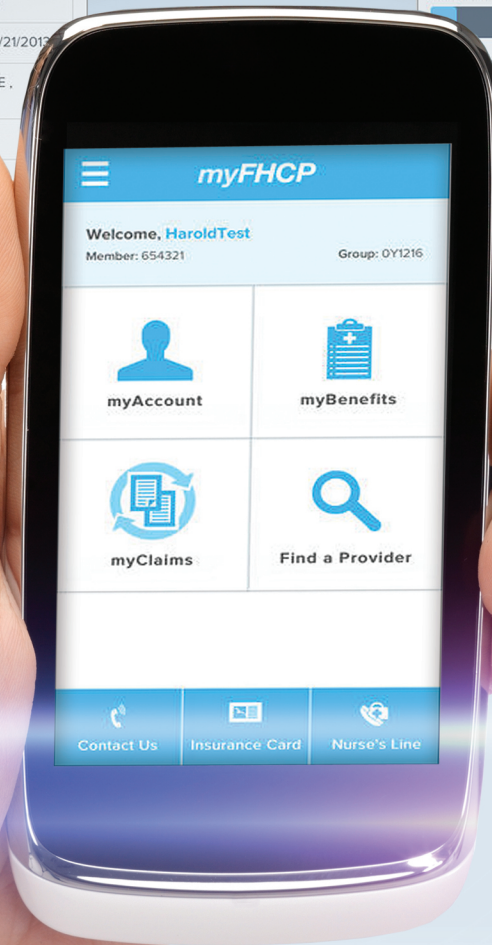 /21/2013
E,
myFHCP
Welcome, HaroldTest
Member: 654321 Group: 0Y1216
myAccount myBenefits
myClaims Find a Provider
Contact Us Insurance Card Nurse's Line